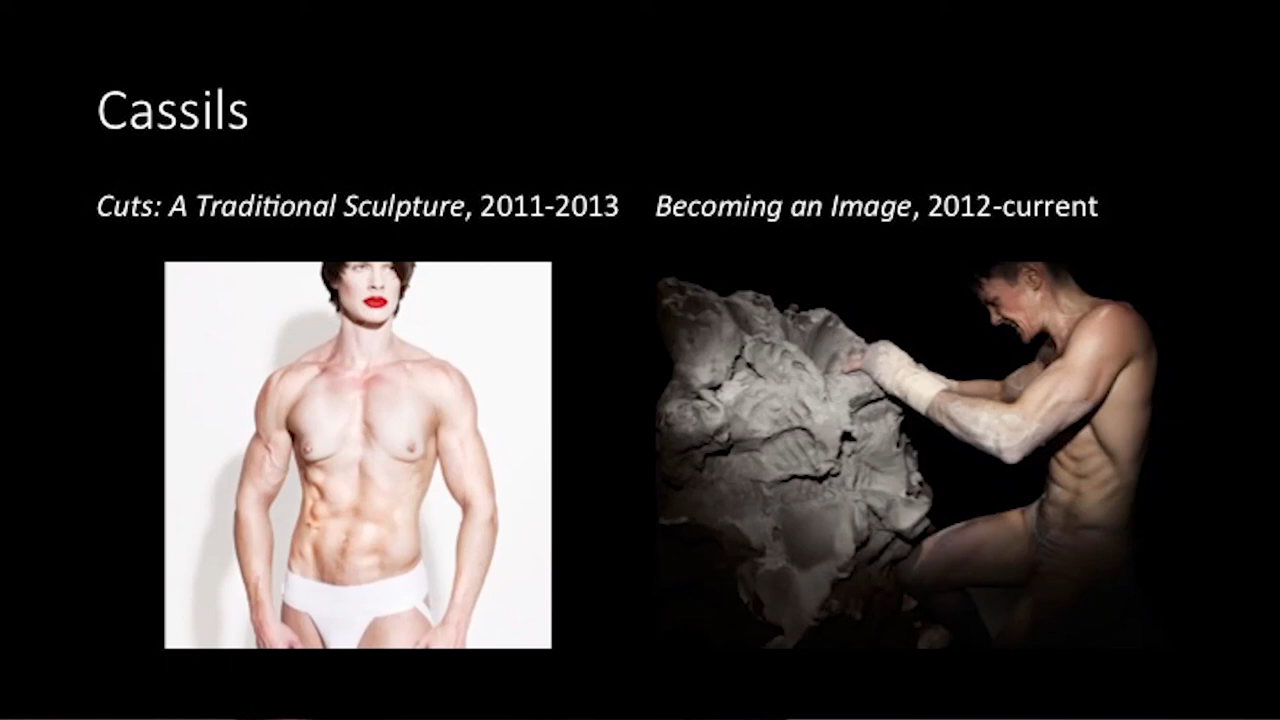 Cassils
Cuts: A Traditional Sculpture, 2011-2013
Becoming an Image, 2012-current